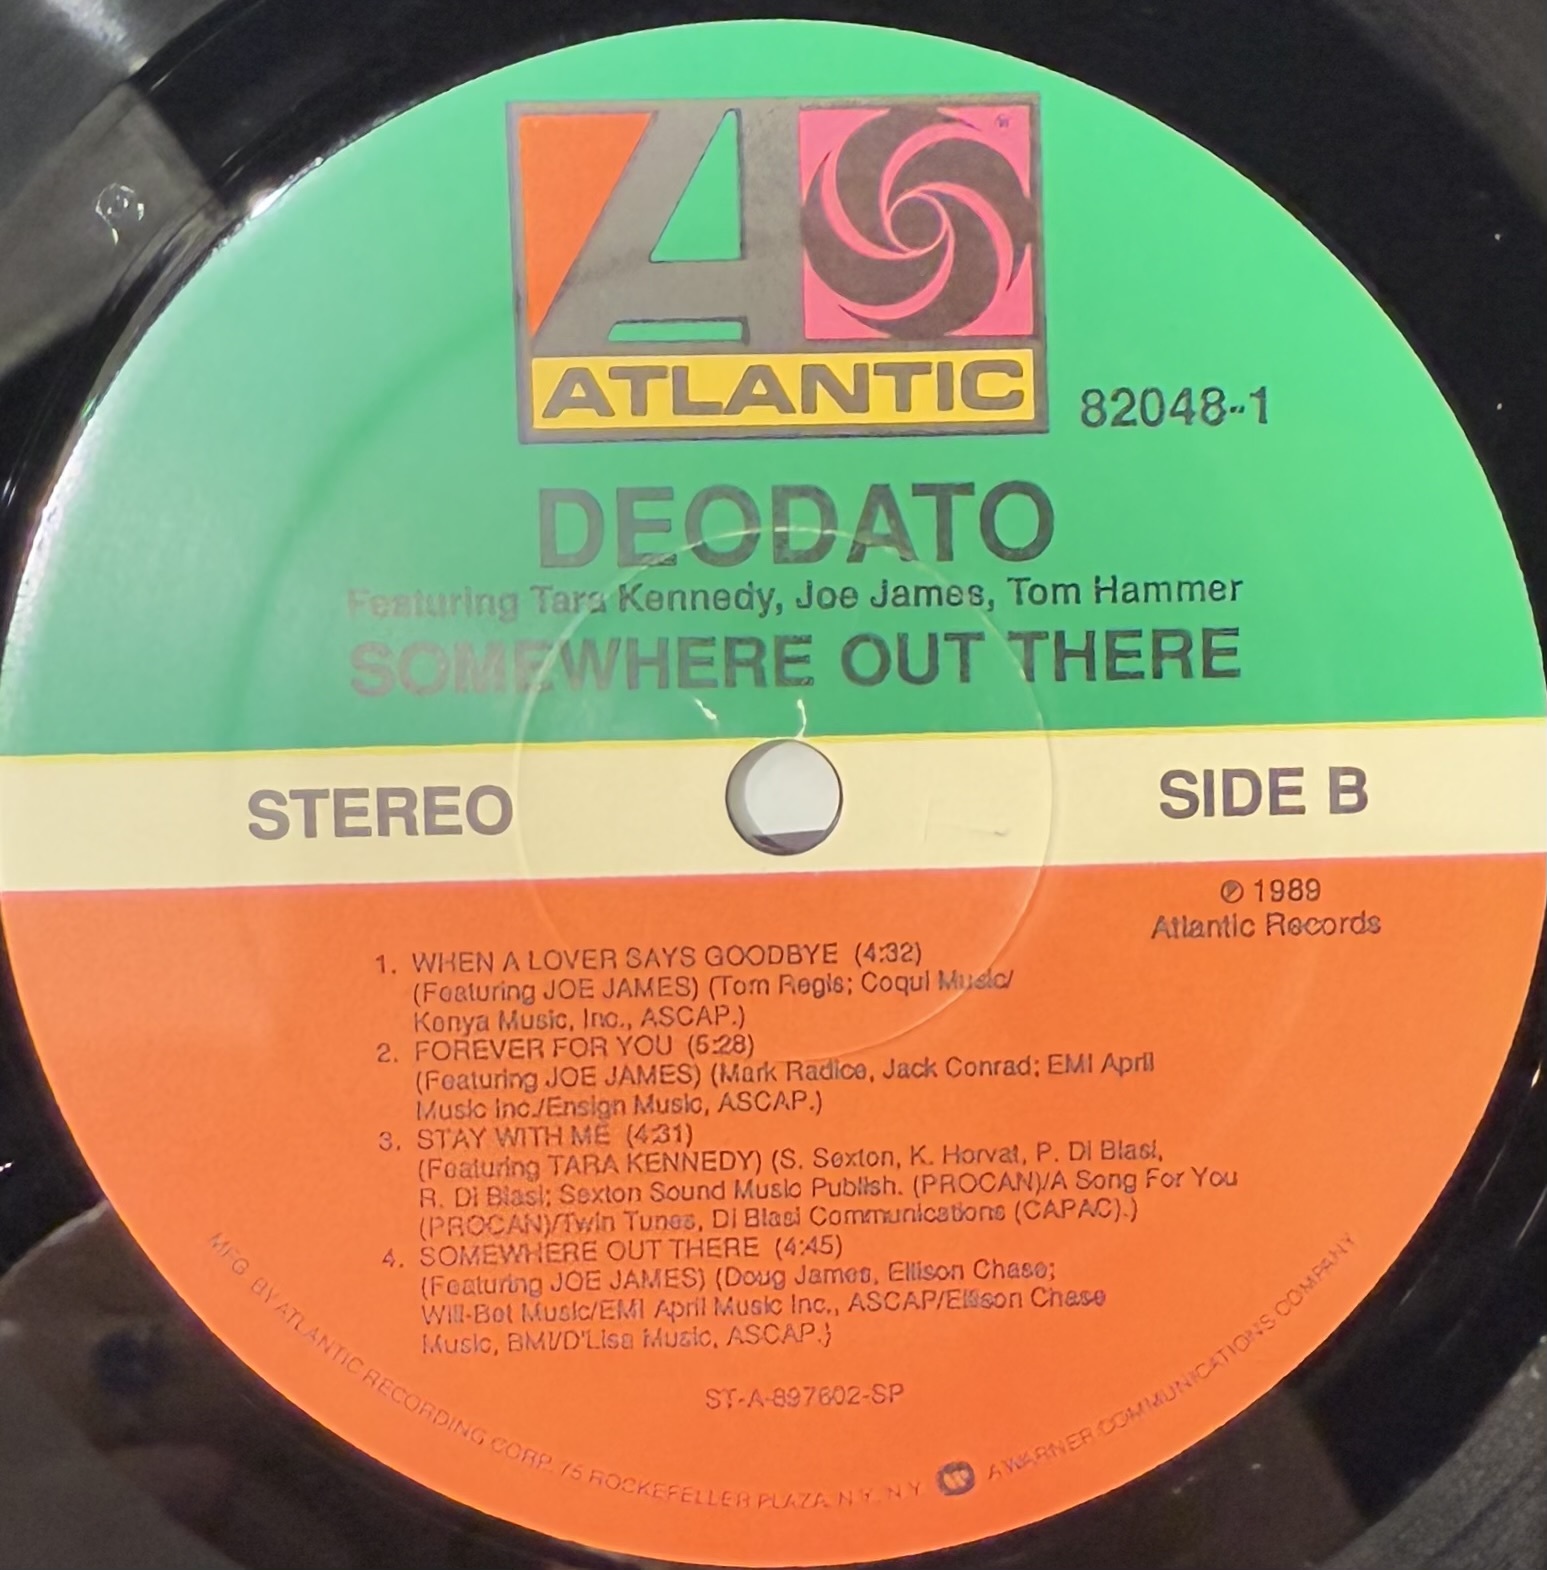 ATLANTIC
82048-1
DEODATO
Featuring Tara Kennedy, Joe James, Tom Hammer
SOMEWHERE OUT THERE
STEREO
SIDE B
℗ 1989
Atlantic Records
1. WHEN A LOVER SAYS GOODBYE (4:32)
(Featuring JOE JAMES) (Tom Regis; Coqui Music/
Kenya Music, Inc., ASCAP.)
2. FOREVER FOR YOU (5:28)
(Featuring JOE JAMES) (Mark Radice, Jack Conrad; EMI April
Music Inc./Ensign Music, ASCAP.)
3. STAY WITH ME (4:31)
(Featuring TARA KENNEDY) (S. Sexton, K. Horvat, P. Di Blasi,
R. Di Blasi; Sexton Sound Music Publish. (PROCAN)/A Song For You
(PROCAN)/Twin Tunes, Di Blasi Communications (CAPAC).)
4. SOMEWHERE OUT THERE (4:45)
(Featuring JOE JAMES) (Doug James, Ellison Chase;
Will-Bot Music/EMI April Music Inc., ASCAP/Ellison Chase
Music, BMI/D'Lisa Music, ASCAP.)
ST-A-897602-SP
MFG. BY ATLANTIC RECORDING CORP. 75 ROCKEFELLER PLAZA N.Y. N.Y. A WARNER COMMUNICATIONS COMPANY